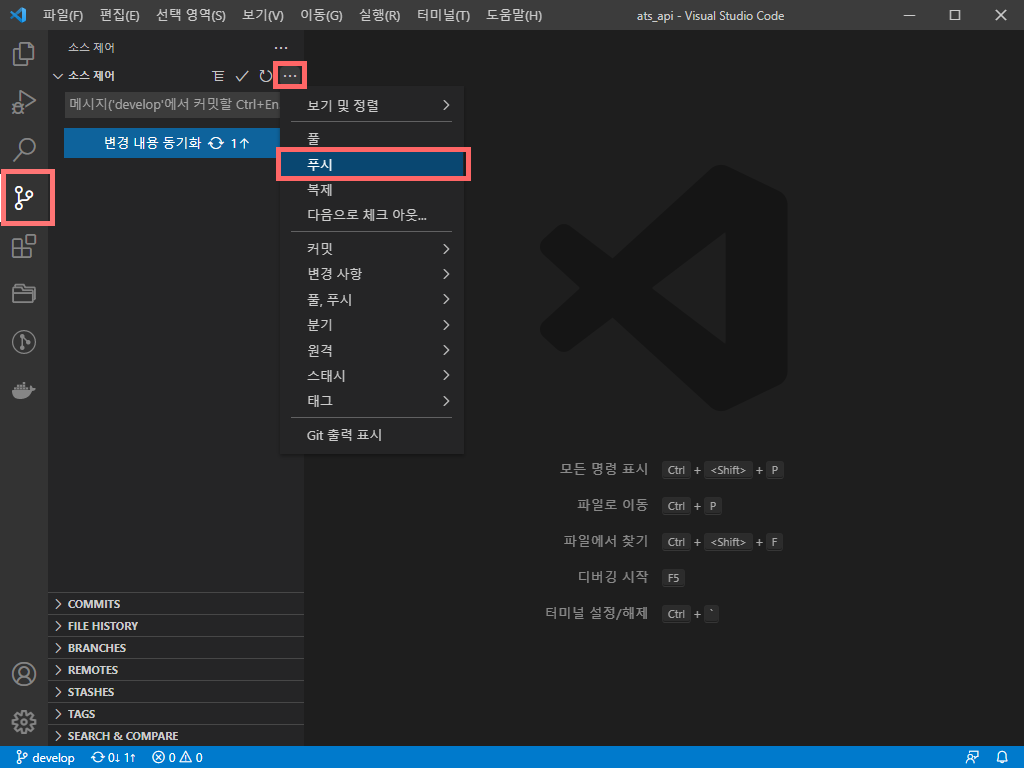 파일(F) 편집(E) 선택 영역(S) 보기(V) 이동(G) 실행(R) 터미널(T) 도움말(H) ats_api - Visual Studio Code
소스 제어
소스 제어
메시지('develop'에서 커밋할 Ctrl+En
변경 내용 동기화 1↑
보기 및 정렬
풀
푸시
복제
다음으로 체크 아웃...
커밋
변경 사항
풀, 푸시
분기
원격
스태시
태그
Git 출력 표시
모든 명령 표시 Ctrl + <Shift> + P
파일로 이동 Ctrl + P
파일에서 찾기 Ctrl + <Shift> + F
디버깅 시작 F5
터미널 설정/해제 Ctrl + `
COMMITS
FILE HISTORY
BRANCHES
REMOTES
STASHES
TAGS
SEARCH & COMPARE
develop 0↓ 1↑ 0 0